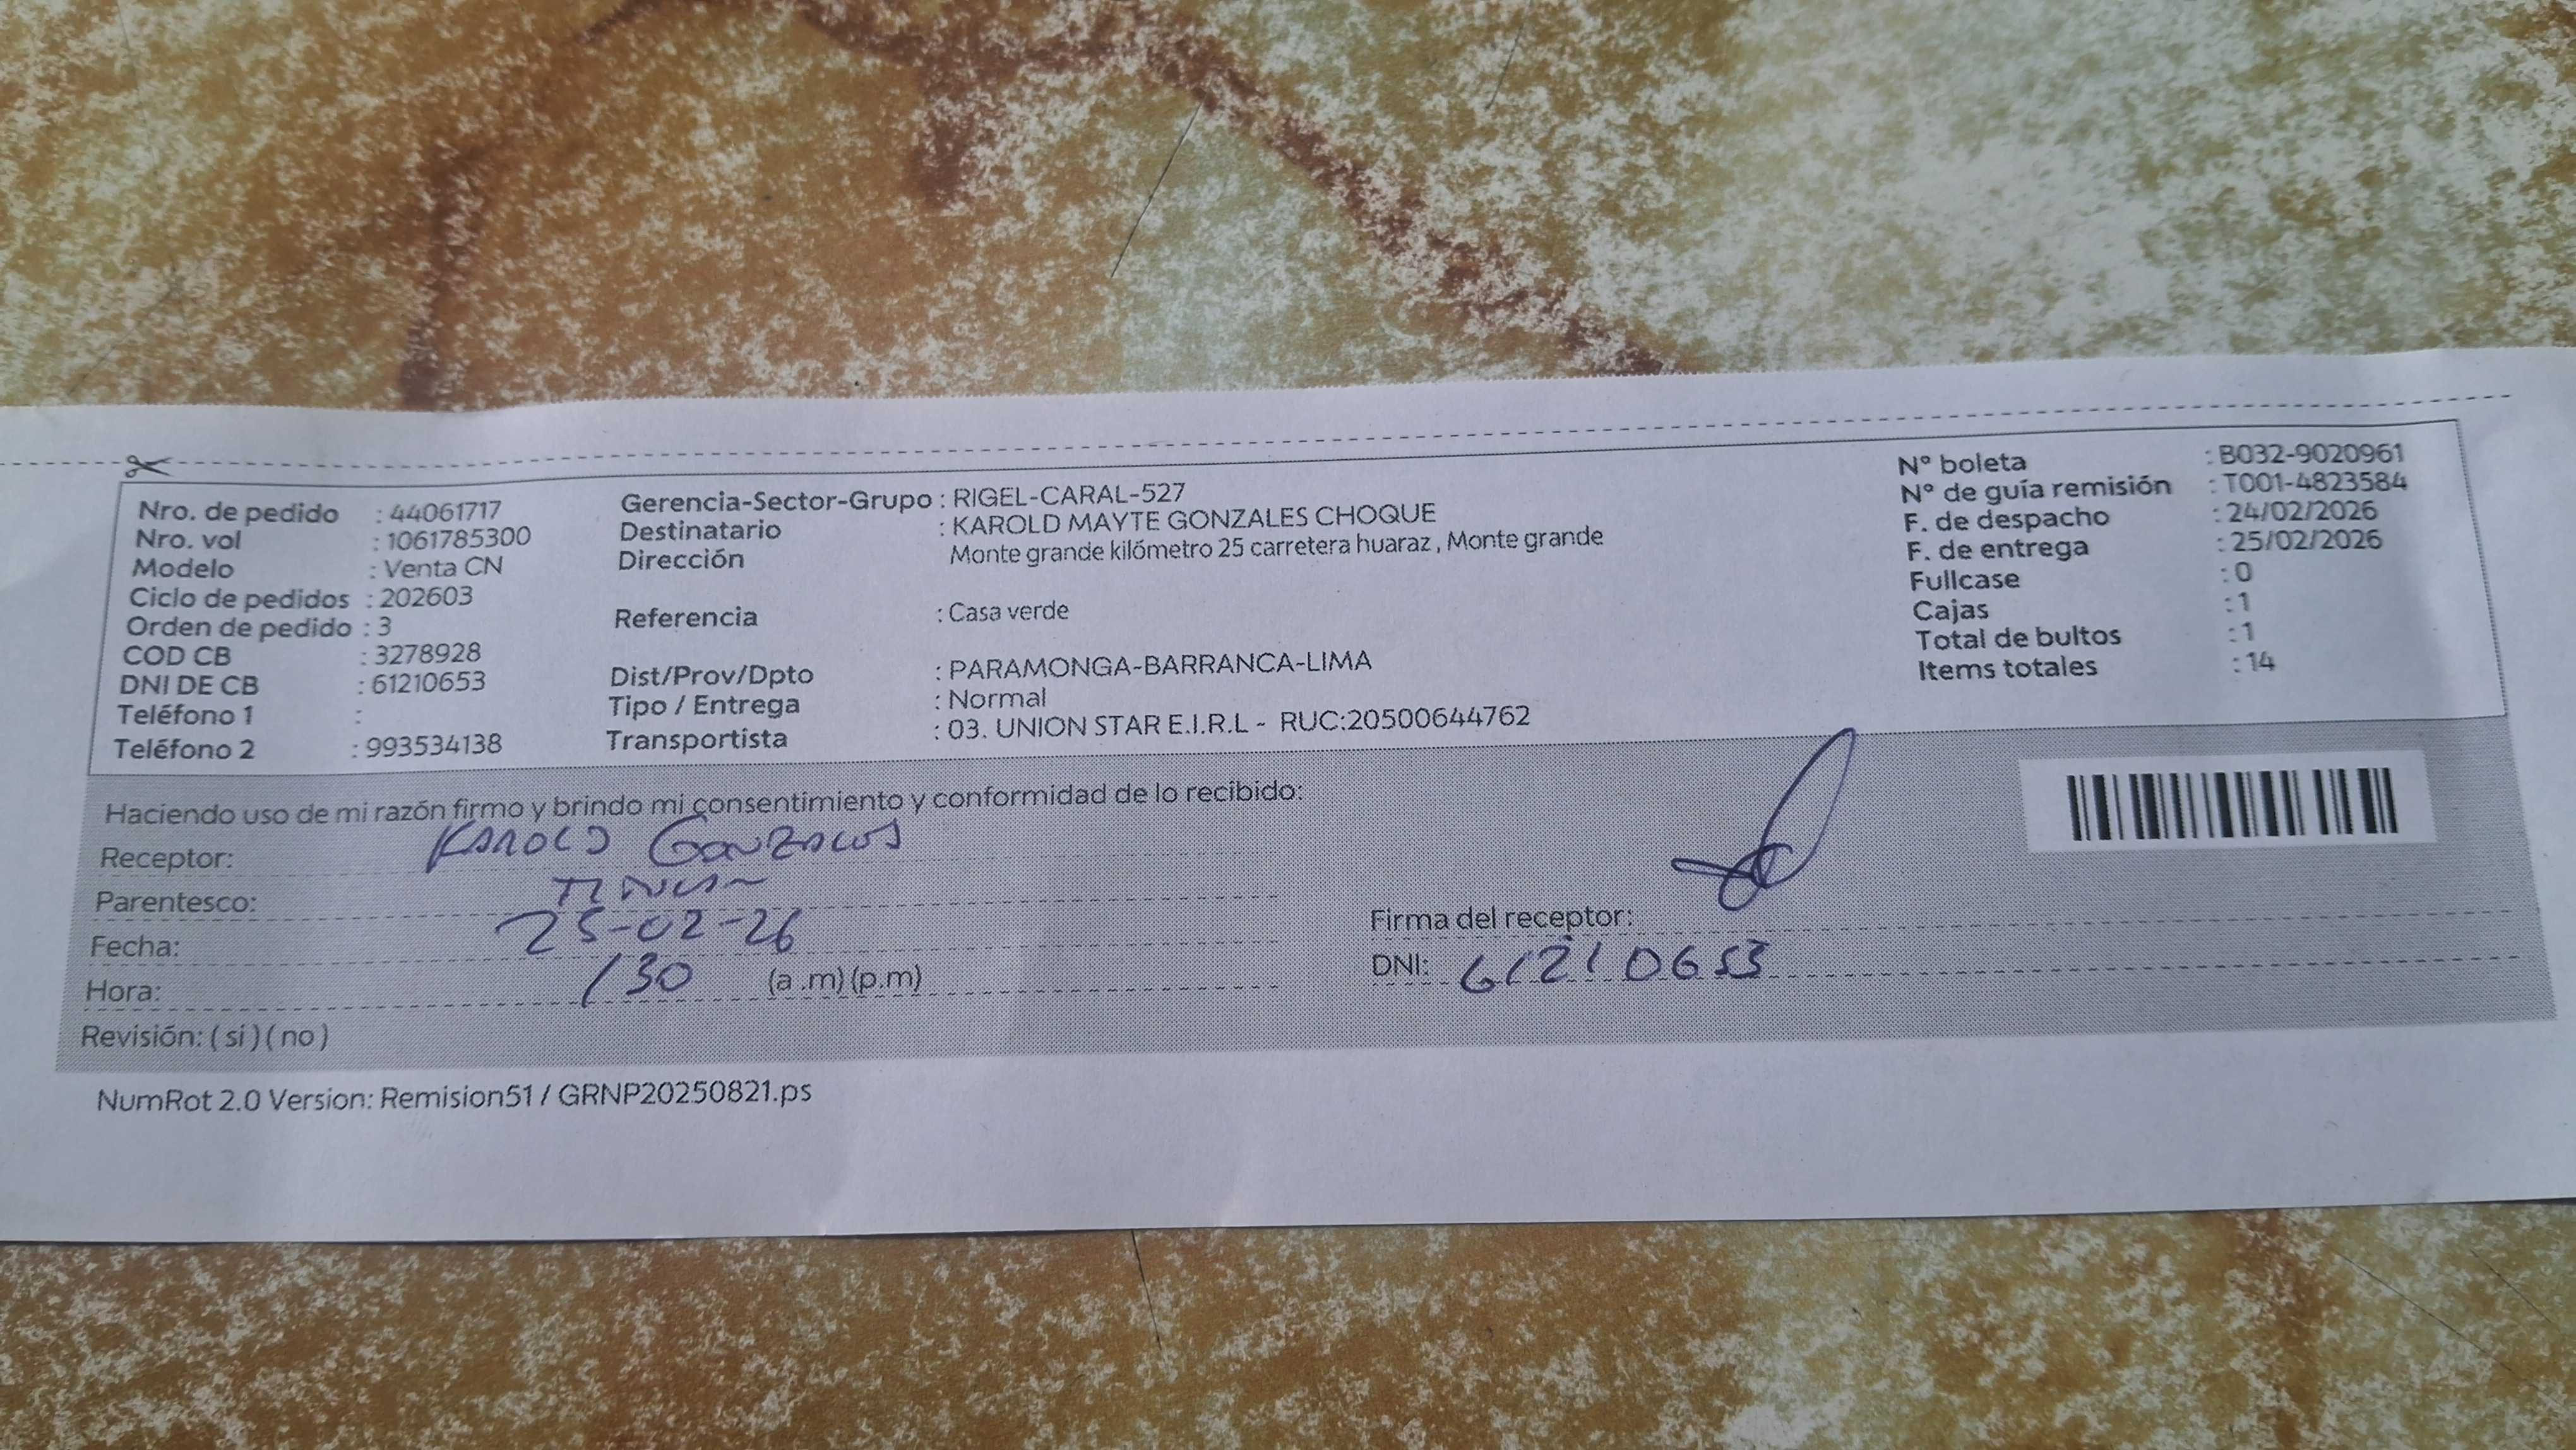 Nro. de pedido : 44061717
Nro. vol : 1061785300
Modelo : Venta CN
Ciclo de pedidos : 202603
Orden de pedido : 3
COD CB : 3278928
DNI DE CB : 61210653
Teléfono 1 :
Teléfono 2 : 993534138
Gerencia-Sector-Grupo : RIGEL-CARAL-527
Destinatario : KAROLD MAYTE GONZALES CHOQUE
Dirección Monte grande kilómetro 25 carretera huaraz , Monte grande
Referencia : Casa verde
Dist/Prov/Dpto : PARAMONGA-BARRANCA-LIMA
Tipo / Entrega : Normal
Transportista : 03. UNION STAR E.I.R.L - RUC:20500644762
N° boleta : B032-9020961
N° de guía remisión : T001-4823584
F. de despacho : 24/02/2026
F. de entrega : 25/02/2026
Fullcase : 0
Cajas : 1
Total de bultos : 1
Items totales : 14
Haciendo uso de mi razón firmo y brindo mi consentimiento y conformidad de lo recibido:
Receptor: KAROLD GONZALES
Parentesco:
Fecha: 25-02-26
Hora: 130 (a .m) (p.m)
Revisión: ( si ) ( no )
Firma del receptor:
DNI: 61210653
NumRot 2.0 Version: Remision51 / GRNP20250821.ps